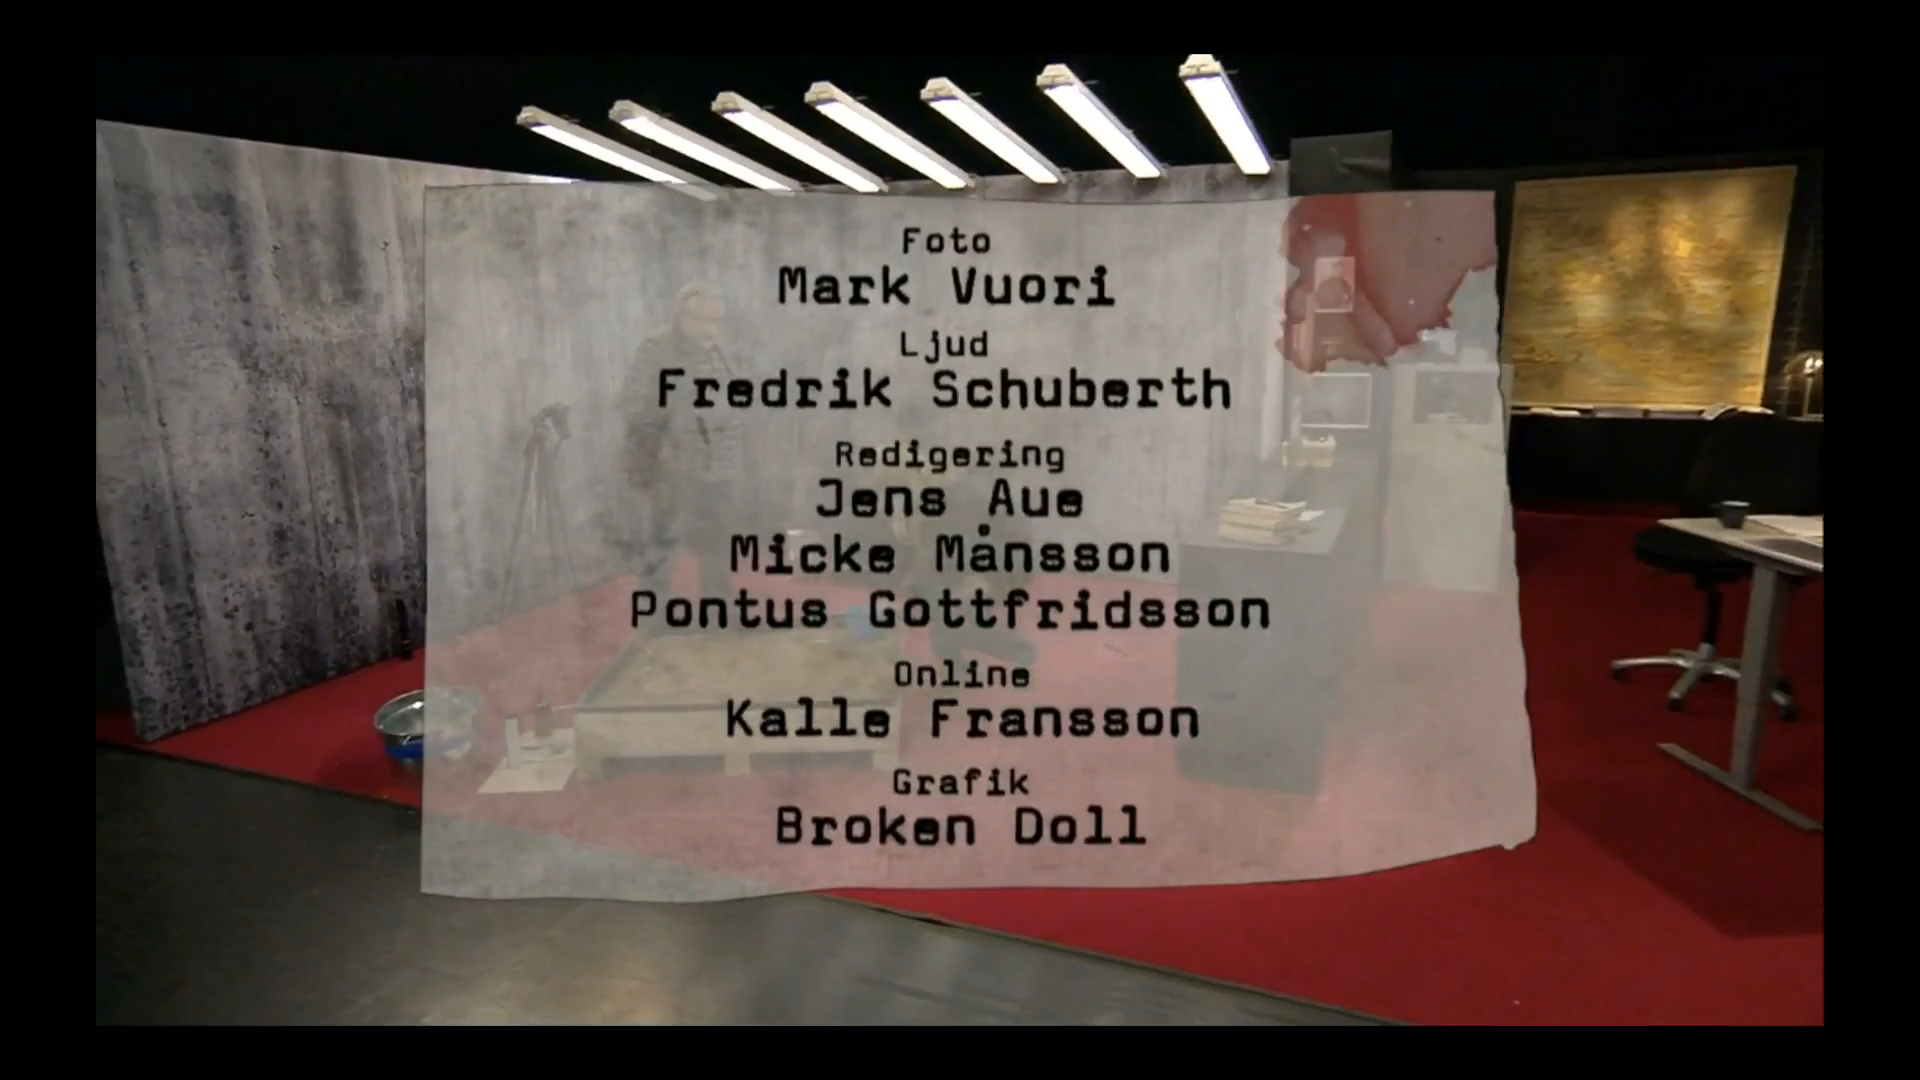 Foto
Mark Vuori
Ljud
Fredrik Schuberth
Redigering
Jens Aue
Micke Månsson
Pontus Gottfridsson
Online
Kalle Fransson
Grafik
Broken Doll